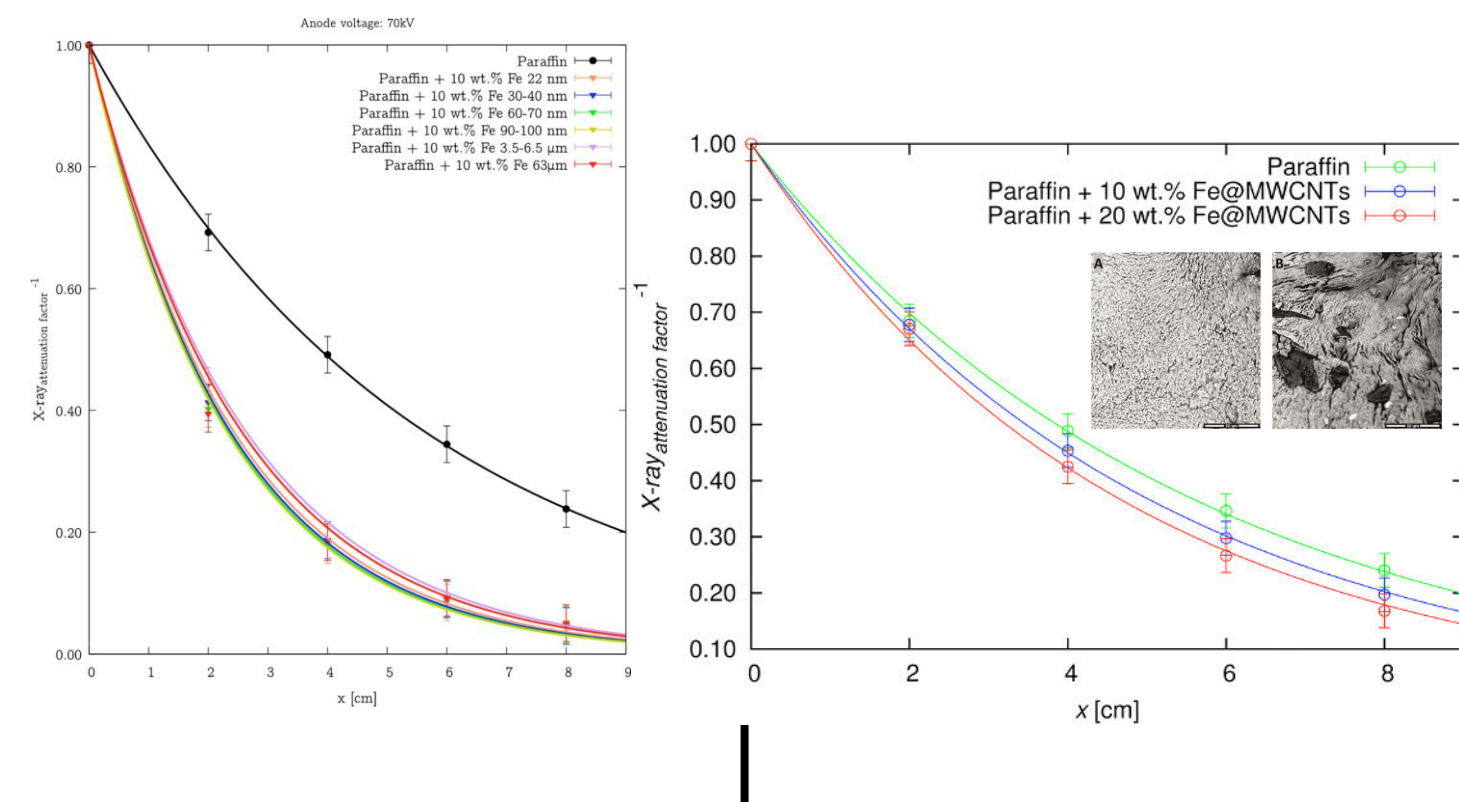 Anode voltage: 70kV
1.00
0.80
0.60
0.40
0.20
0.00
X-ray attenuation factor -1
Paraffin
Paraffin + 10 wt.% Fe 22 nm
Paraffin + 10 wt.% Fe 30-40 nm
Paraffin + 10 wt.% Fe 60-70 nm
Paraffin + 10 wt.% Fe 90-100 nm
Paraffin + 10 wt.% Fe 3.5-6.5 μm
Paraffin + 10 wt.% Fe 63μm
0 1 2 3 4 5 6 7 8 9
x [cm]
1.00
0.90
0.80
0.70
0.60
0.50
0.40
0.30
0.20
0.10
X-ray attenuation factor -1
Paraffin
Paraffin + 10 wt.% Fe@MWCNTs
Paraffin + 20 wt.% Fe@MWCNTs
A
B
0 2 4 6 8
x [cm]